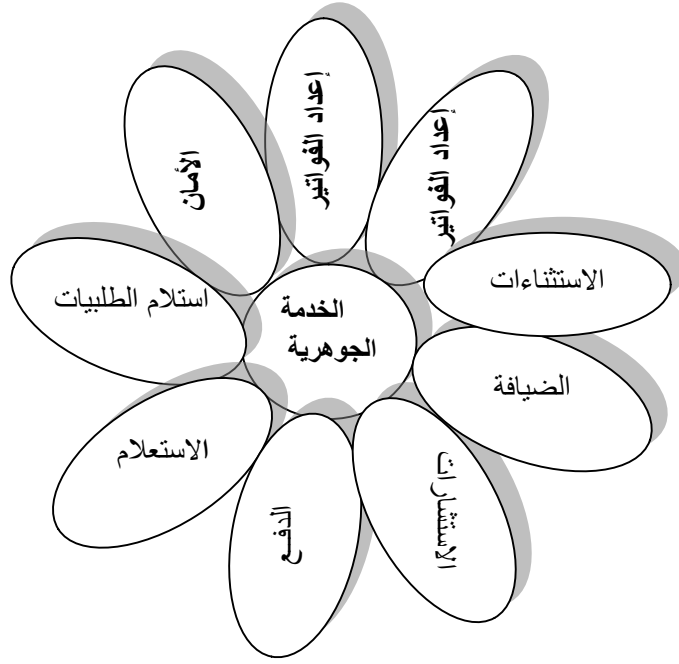 إعداد الفواتير
إعداد الفواتير
الأمان
الاستثناءات
استلام الطلبيات
الخدمة
الجوهرية
الضيافة
الاستعلام
الاستشارات
الدفع